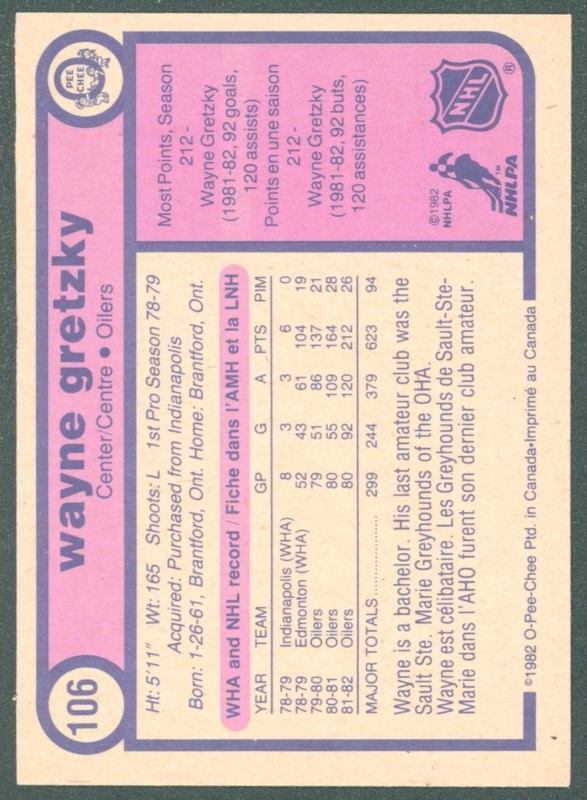 106
wayne gretzky
Center/Centre • Oilers
O PEE CHEE
Ht: 5'11" Wt: 165 Shoots: L 1st Pro Season 78-79
Acquired: Purchased from Indianapolis
Born: 1-26-61, Brantford, Ont. Home: Brantford, Ont.
WHA and NHL record / Fiche dans l'AMH et la LNH
YEAR TEAM GP G A PTS PIM
78-79 Indianapolis (WHA) 8 3 3 6 0
78-79 Edmonton (WHA) 52 43 61 104 19
79-80 Oilers 79 51 86 137 21
80-81 Oilers 80 55 109 164 28
81-82 Oilers 80 92 120 212 26
MAJOR TOTALS .................... 299 244 379 623 94
Wayne is a bachelor. His last amateur club was the
Sault Ste. Marie Greyhounds of the OHA.
Wayne est célibataire. Les Greyhounds de Sault-Ste-
Marie dans l'AHO furent son dernier club amateur.
©1982 O-Pee-Chee Ptd. in Canada•Imprimé au Canada
Most Points, Season
212 -
Wayne Gretzky
(1981-82, 92 goals,
120 assists)
Points en une saison
212 -
Wayne Gretzky
(1981-82, 92 buts,
120 assistances)
©1982
NHLPA
NHLPA™
NHL
®